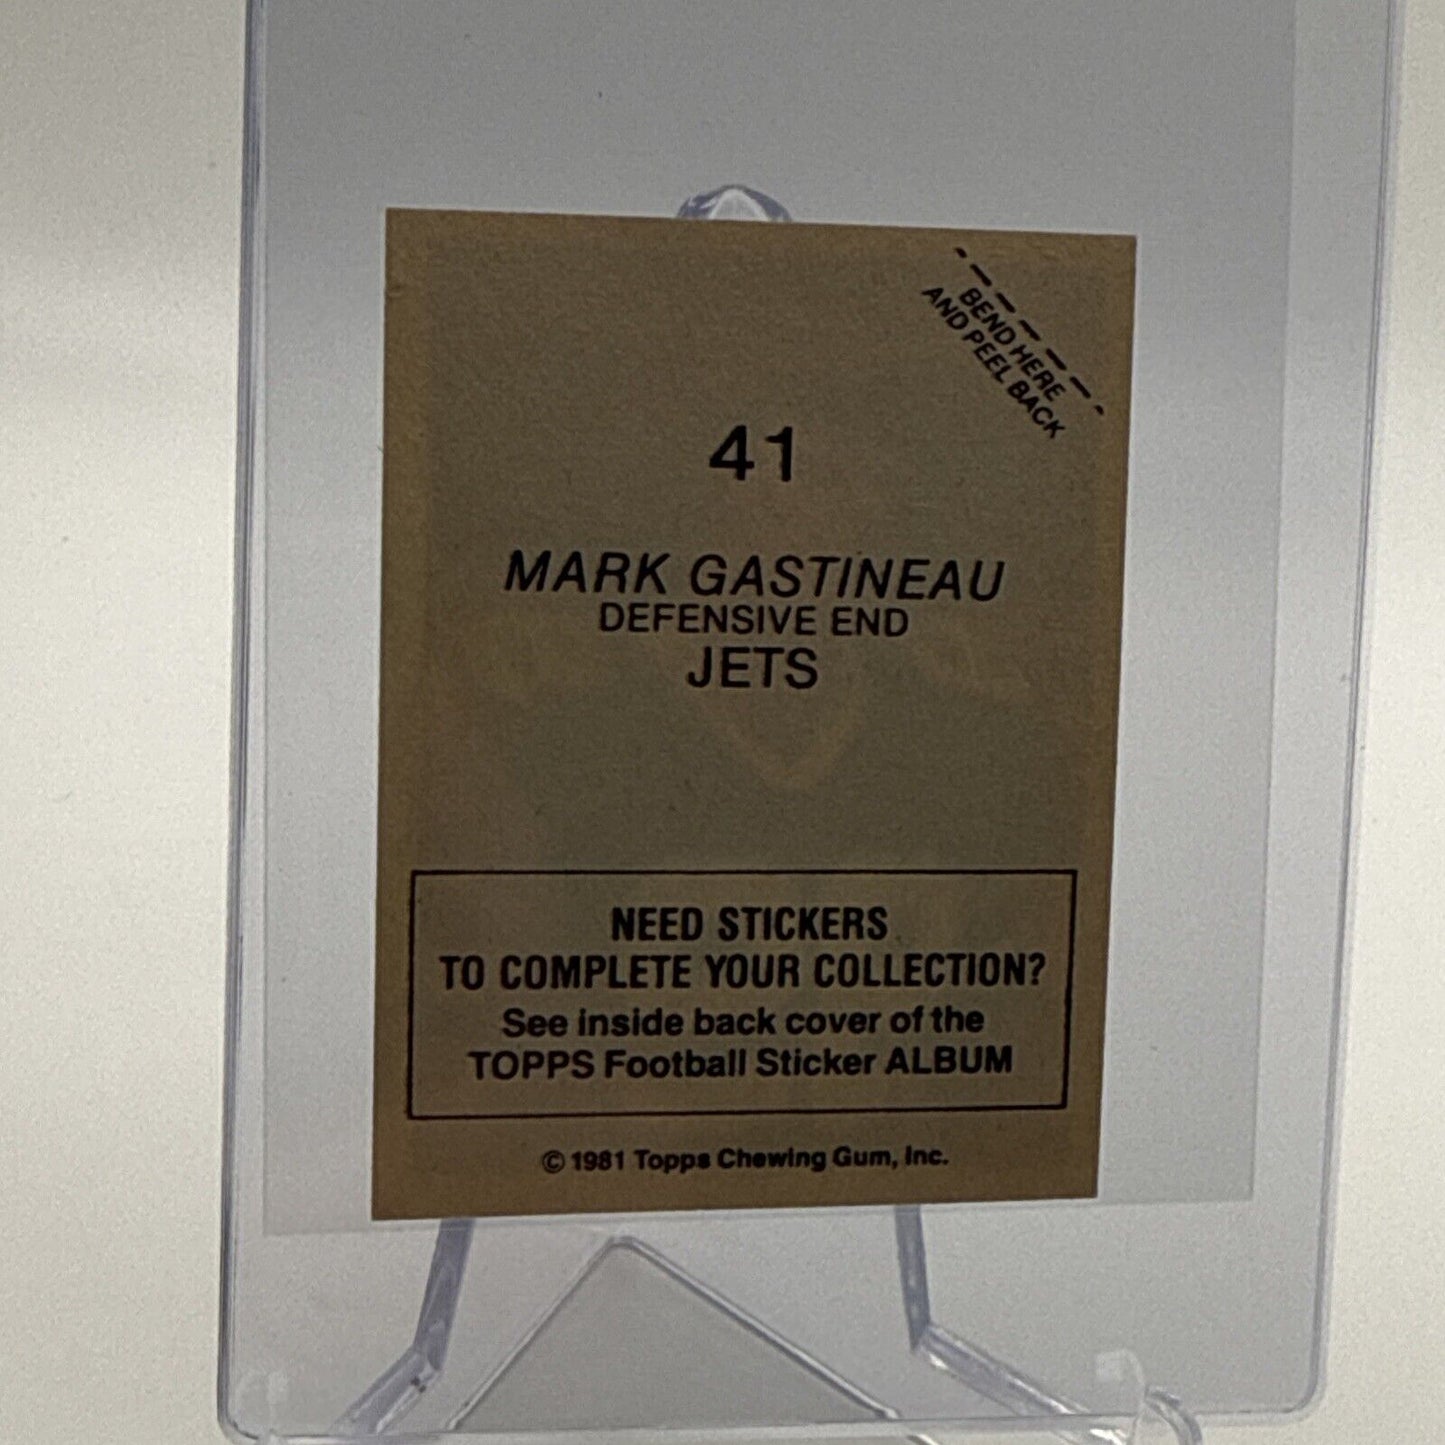 BEND HERE
AND PEEL BACK
41
MARK GASTINEAU
DEFENSIVE END
JETS
NEED STICKERS
TO COMPLETE YOUR COLLECTION?
See inside back cover of the
TOPPS Football Sticker ALBUM
© 1981 Topps Chewing Gum, Inc.